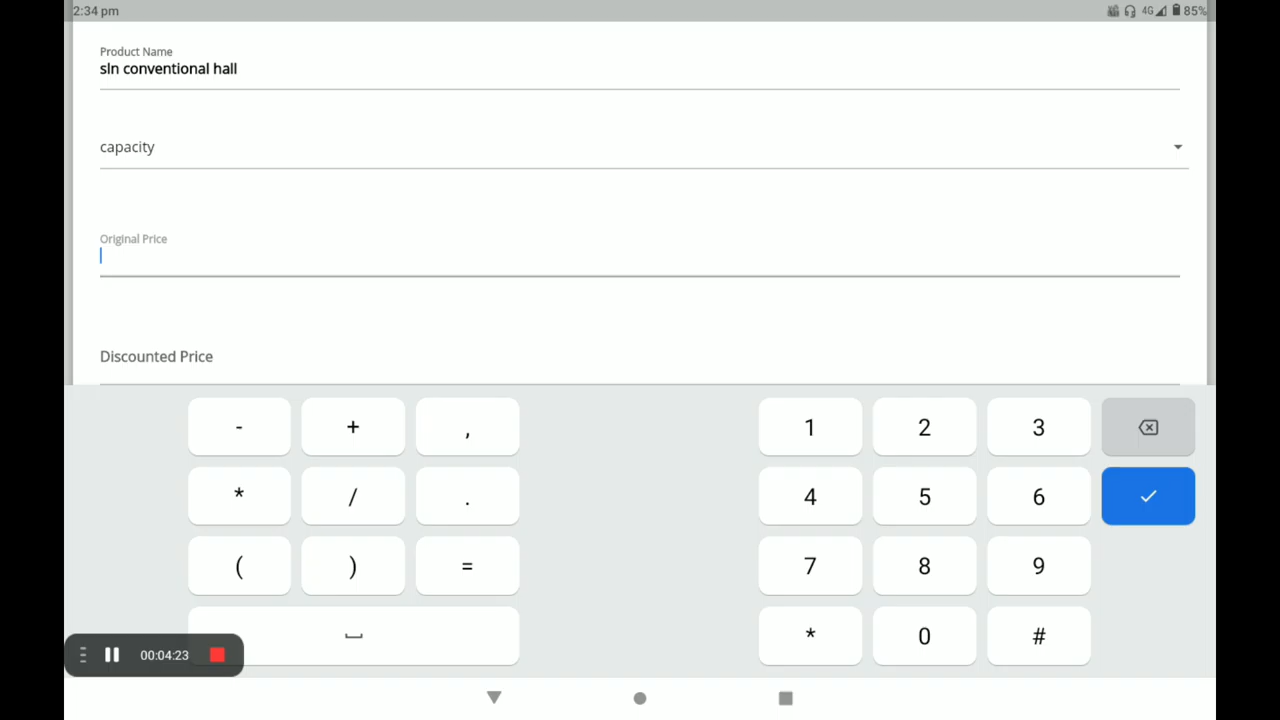 2:34 pm
4G 85%
Product Name
sln conventional hall
capacity
Original Price
Discounted Price
- + , 1 2 3
* / . 4 5 6
( ) = 7 8 9
* 0 #
00:04:23